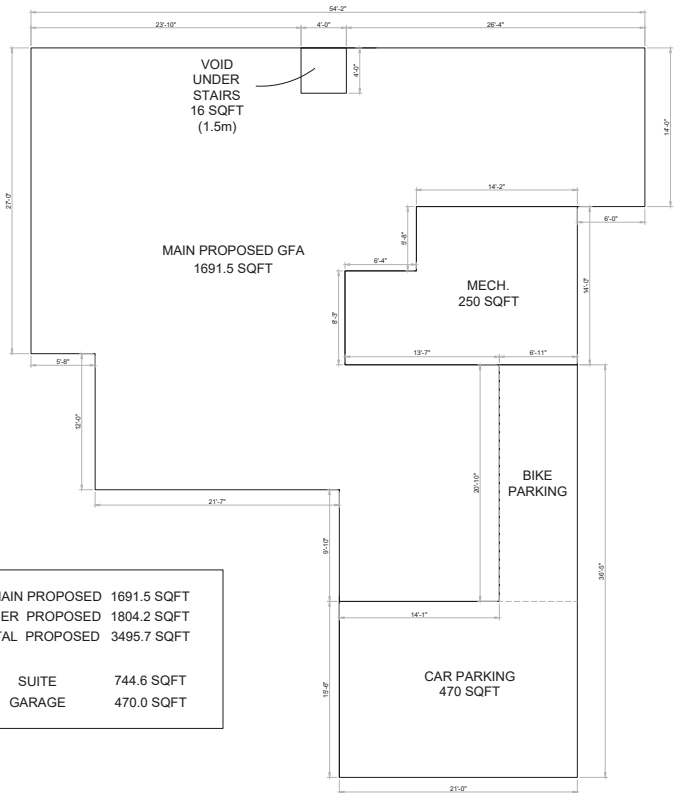 54'-2"
23'-10"
4'-0"
26'-4"
VOID
UNDER
STAIRS
16 SQFT
(1.5m)
4'-0"
14'-0"
27'-0"
14'-2"
6'-0"
5'-8"
MAIN PROPOSED GFA
1691.5 SQFT
6'-4"
MECH.
250 SQFT
14'-0"
8'-3"
13'-7"
6'-11"
5'-8"
12'-0"
20'-10"
BIKE
PARKING
21'-7"
9'-10"
36'-5"
14'-1"
AIN PROPOSED 1691.5 SQFT
ER PROPOSED 1804.2 SQFT
TAL PROPOSED 3495.7 SQFT
SUITE 744.6 SQFT
GARAGE 470.0 SQFT
CAR PARKING
470 SQFT
21'-0"